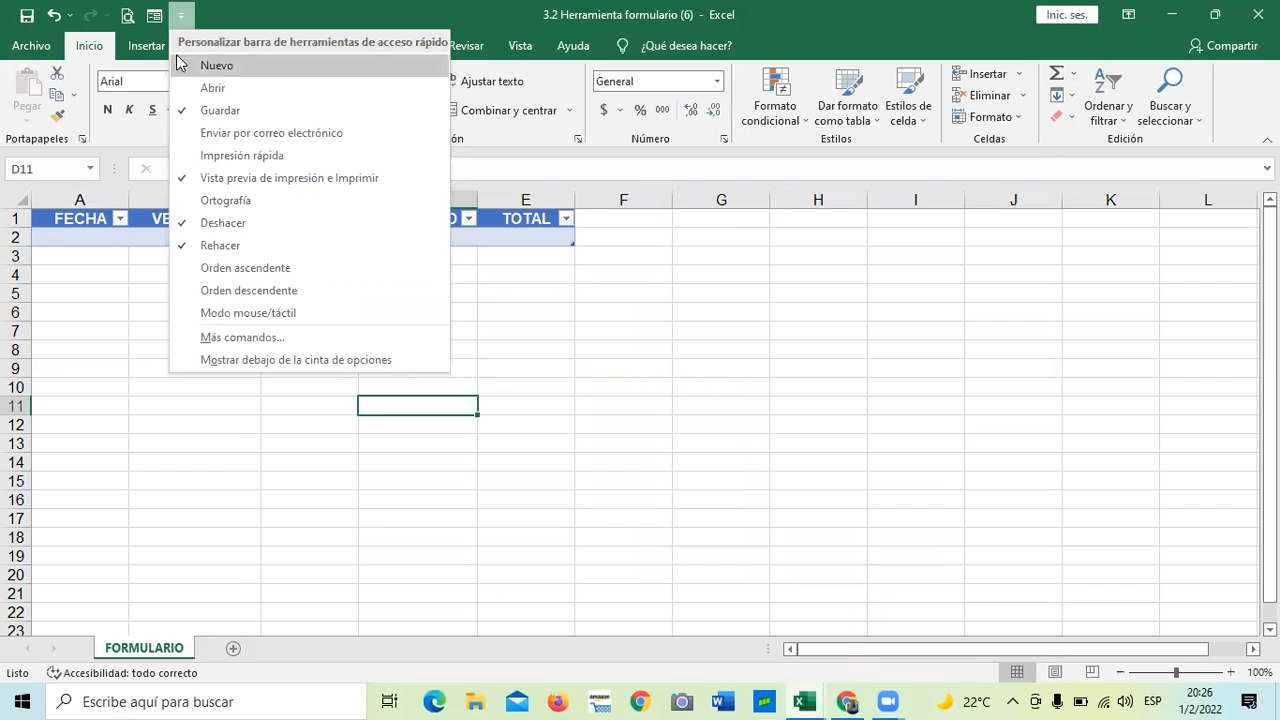 3.2 Herramienta formulario (6) - Excel
Inic. ses.
Archivo Inicio Insertar Revisar Vista Ayuda ¿Qué desea hacer? Compartir
Personalizar barra de herramientas de acceso rápido
Nuevo
Abrir
Guardar
Enviar por correo electrónico
Impresión rápida
Vista previa de impresión e Imprimir
Ortografía
Deshacer
Rehacer
Orden ascendente
Orden descendente
Modo mouse/táctil
Más comandos...
Mostrar debajo de la cinta de opciones
Pegar
Portapapeles
Arial
N K S
Ajustar texto
Combinar y centrar
General
$ % 000
Número
Formato condicional
Dar formato como tabla
Estilos de celda
Estilos
Insertar
Eliminar
Formato
Celdas
Ordenar y filtrar
Buscar y seleccionar
Edición
D11
A E F G H I J K L
1 FECHA VE O TOTAL
2
3
4
5
6
7
8
9
10
11
12
13
14
15
16
17
18
19
20
21
22
23
FORMULARIO
Listo Accesibilidad: todo correcto 100%
Escribe aquí para buscar
22°C ESP
20:26
1/2/2022